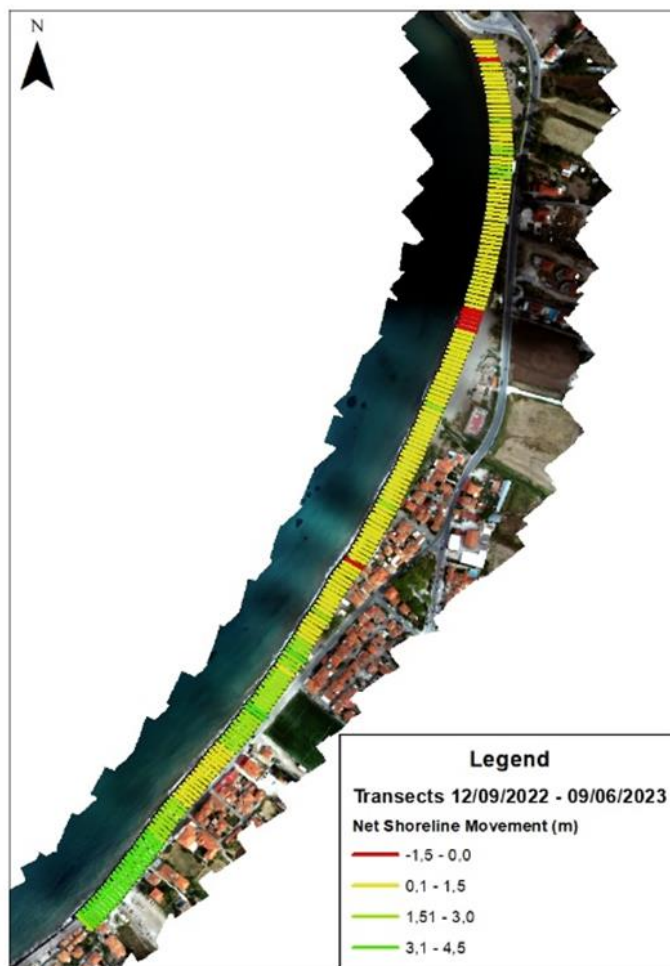 N
Legend
Transects 12/09/2022 - 09/06/2023
Net Shoreline Movement (m)
-1,5 - 0,0
0,1 - 1,5
1,51 - 3,0
3,1 - 4,5